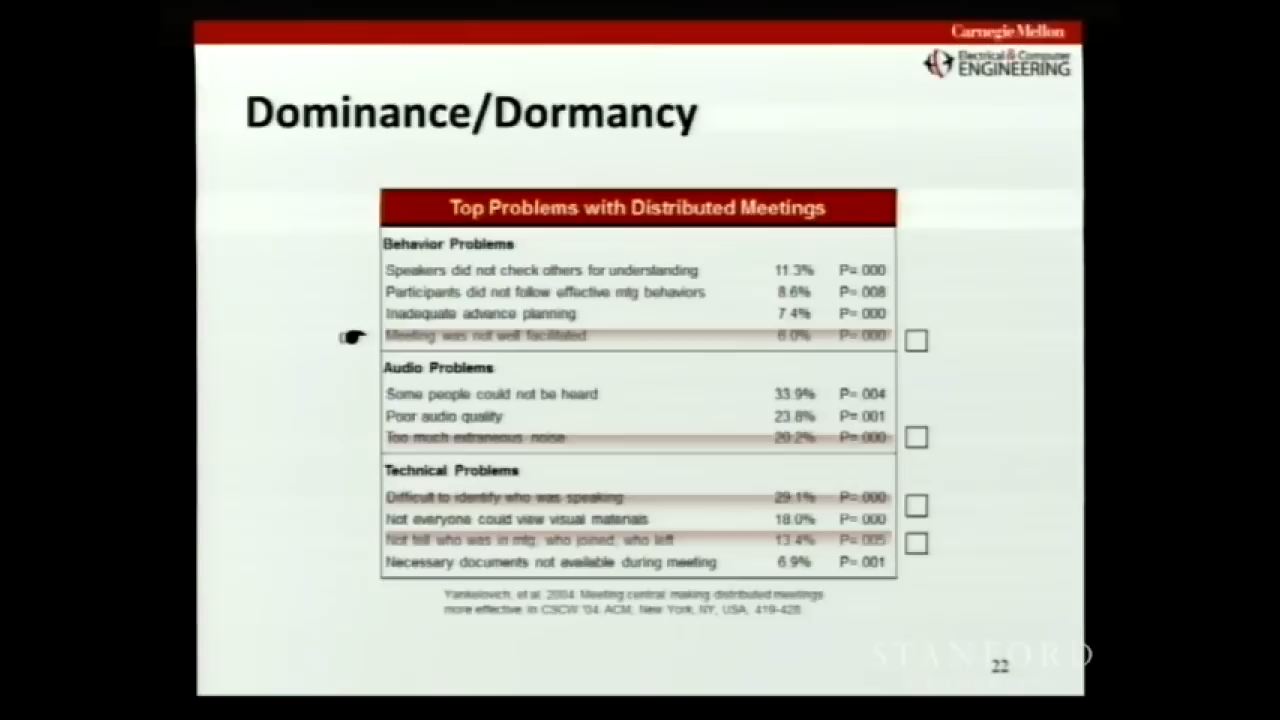 Carnegie Mellon
Electrical & Computer
ENGINEERING
Dominance/Dormancy
Top Problems with Distributed Meetings
Behavior Problems
Speakers did not check others for understanding 11.3% P=.000
Participants did not follow effective mtg behaviors 8.6% P=.008
Inadequate advance planning 7.4% P=.000
Meeting was not well facilitated 6.0% P=.000
Audio Problems
Some people could not be heard 33.9% P=.004
Poor audio quality 23.8% P=.001
Too much extraneous noise 20.2% P=.000
Technical Problems
Difficult to identify who was speaking 29.1% P=.000
Not everyone could view visual materials 18.0% P=.000
Not tell who was in mtg, who joined, who left 13.4% P=.005
Necessary documents not available during meeting 6.9% P=.001
Yankelovich, et al. 2004. Meeting central: making distributed meetings
more effective. In CSCW '04. ACM, New York, NY, USA, 419-428.
STANFORD
22